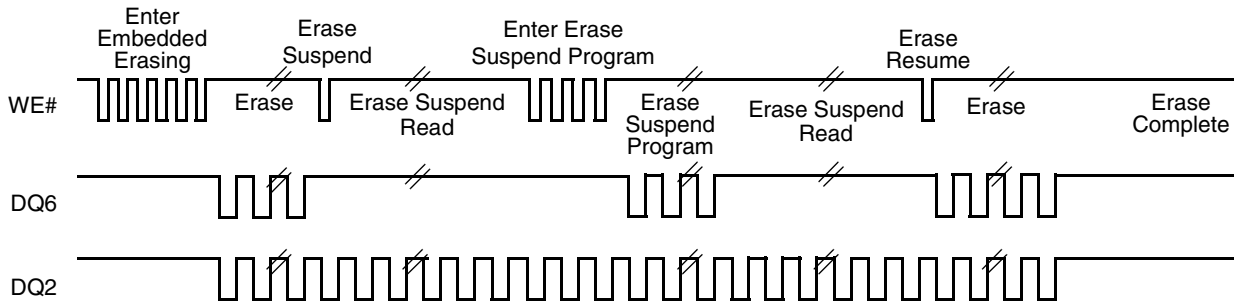 Enter
Embedded
Erasing
Erase
Suspend
Enter Erase
Suspend Program
Erase
Resume
WE#
Erase
Erase Suspend
Read
Erase
Suspend
Program
Erase Suspend
Read
Erase
Erase
Complete
DQ6
DQ2